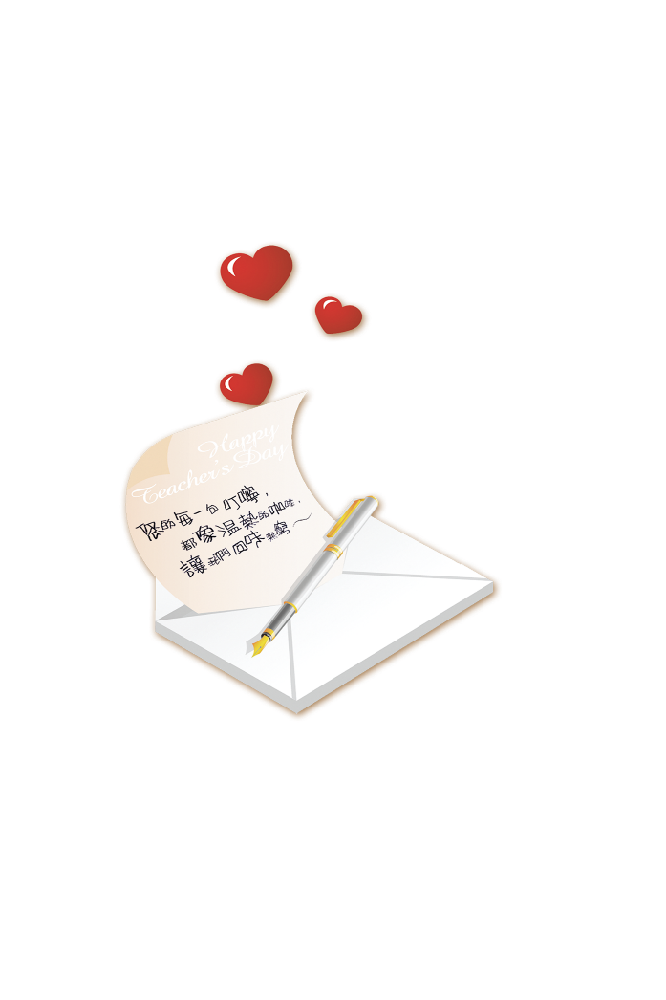 Happy
Teacher's Day
您的每一句叮嚀，
都像温熱的咖啡，
讓我們回味無窮～